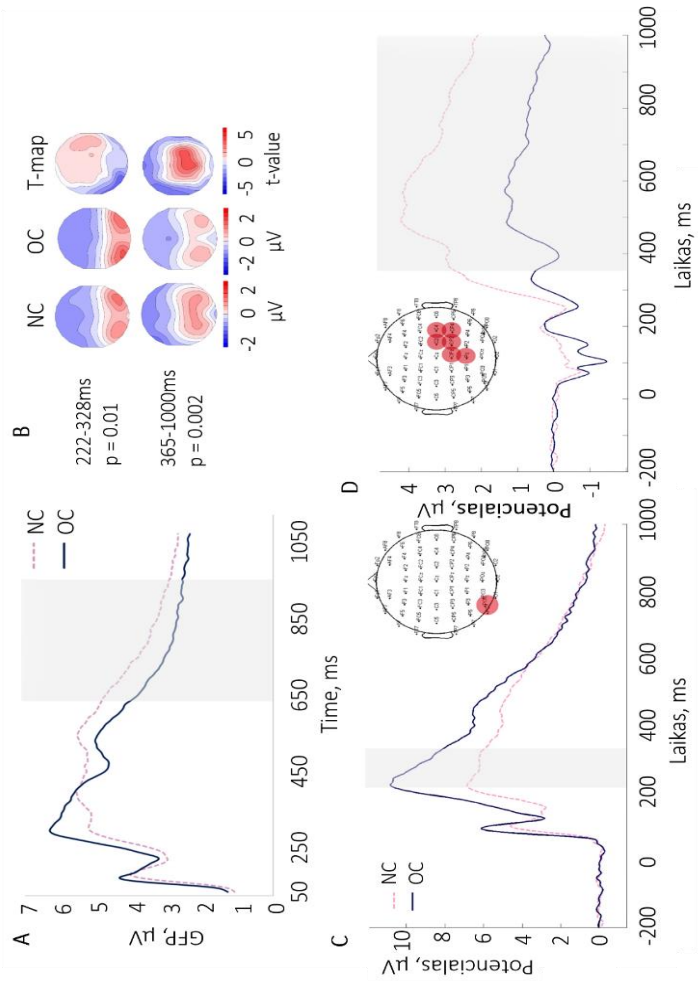 A
GFP, µV
7
6
5
4
3
2
1
0
50
250
450
650
850
1050
Time, ms
NC
OC
B
NC
OC
T-map
222-328ms
p = 0.01
365-1000ms
p = 0.002
-2 0 2
µV
-2 0 2
µV
-5 0 5
t-value
C
Potencialas, µV
10
8
6
4
2
0
-200
0
200
400
600
800
1000
Laikas, ms
NC
OC
D
Potencialas, µV
4
3
2
1
0
-1
-200
0
200
400
600
800
1000
Laikas, ms